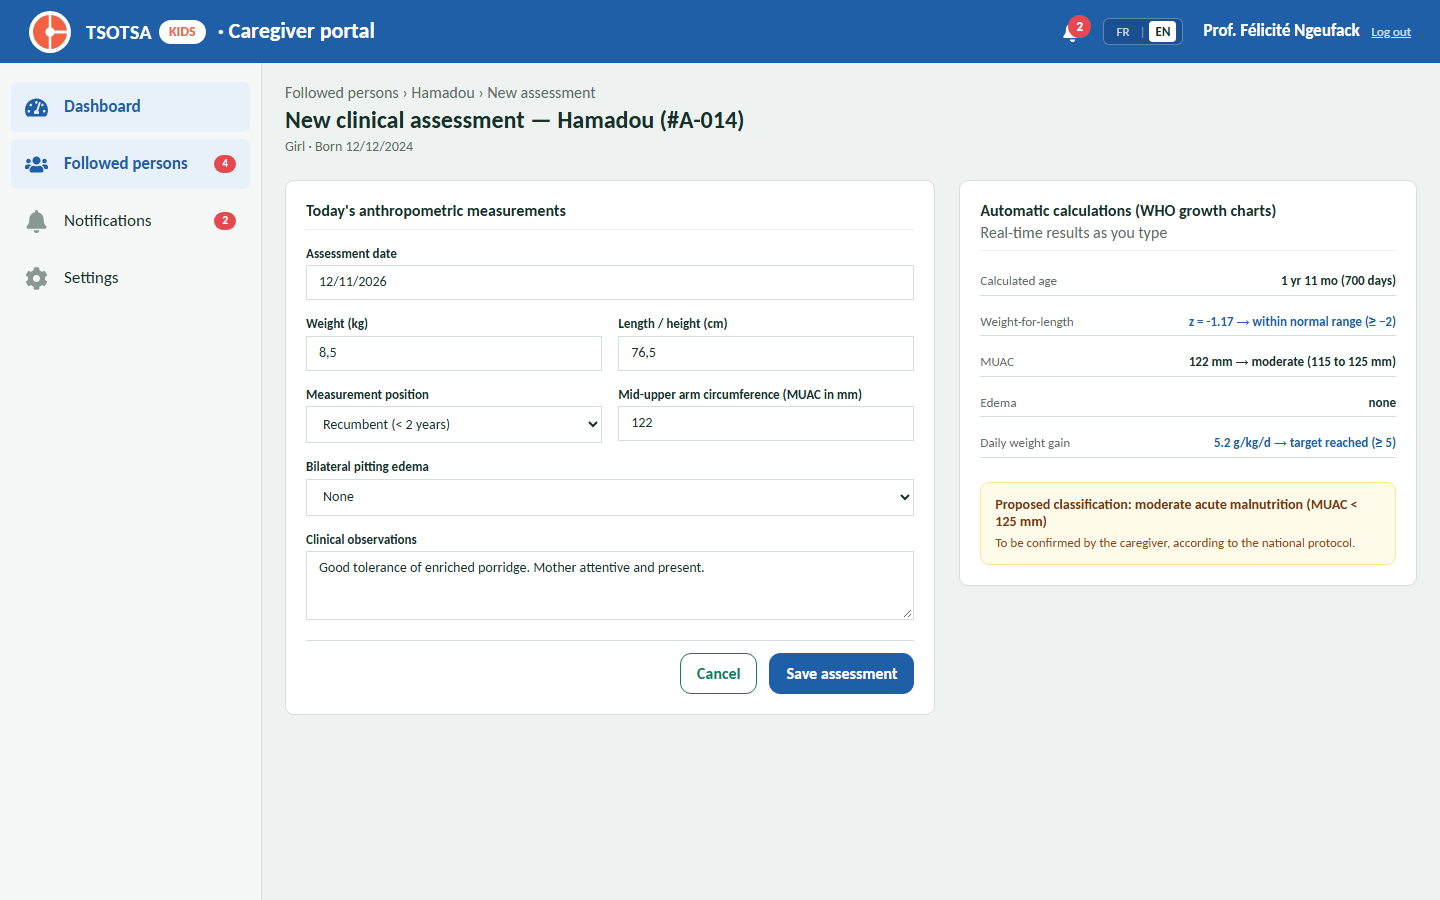 TSOTSA KIDS · Caregiver portal
2
FR | EN
Prof. Félicité Ngeufack
Log out
Dashboard
Followed persons 4
Notifications 2
Settings
Followed persons › Hamadou › New assessment
New clinical assessment — Hamadou (#A-014)
Girl · Born 12/12/2024
Today's anthropometric measurements
Assessment date
12/11/2026
Weight (kg)
8,5
Length / height (cm)
76,5
Measurement position
Recumbent (< 2 years)
Mid-upper arm circumference (MUAC in mm)
122
Bilateral pitting edema
None
Clinical observations
Good tolerance of enriched porridge. Mother attentive and present.
Cancel
Save assessment
Automatic calculations (WHO growth charts)
Real-time results as you type
Calculated age 1 yr 11 mo (700 days)
Weight-for-length z = -1.17 → within normal range (≥ −2)
MUAC 122 mm → moderate (115 to 125 mm)
Edema none
Daily weight gain 5.2 g/kg/d → target reached (≥ 5)
Proposed classification: moderate acute malnutrition (MUAC <
125 mm)
To be confirmed by the caregiver, according to the national protocol.